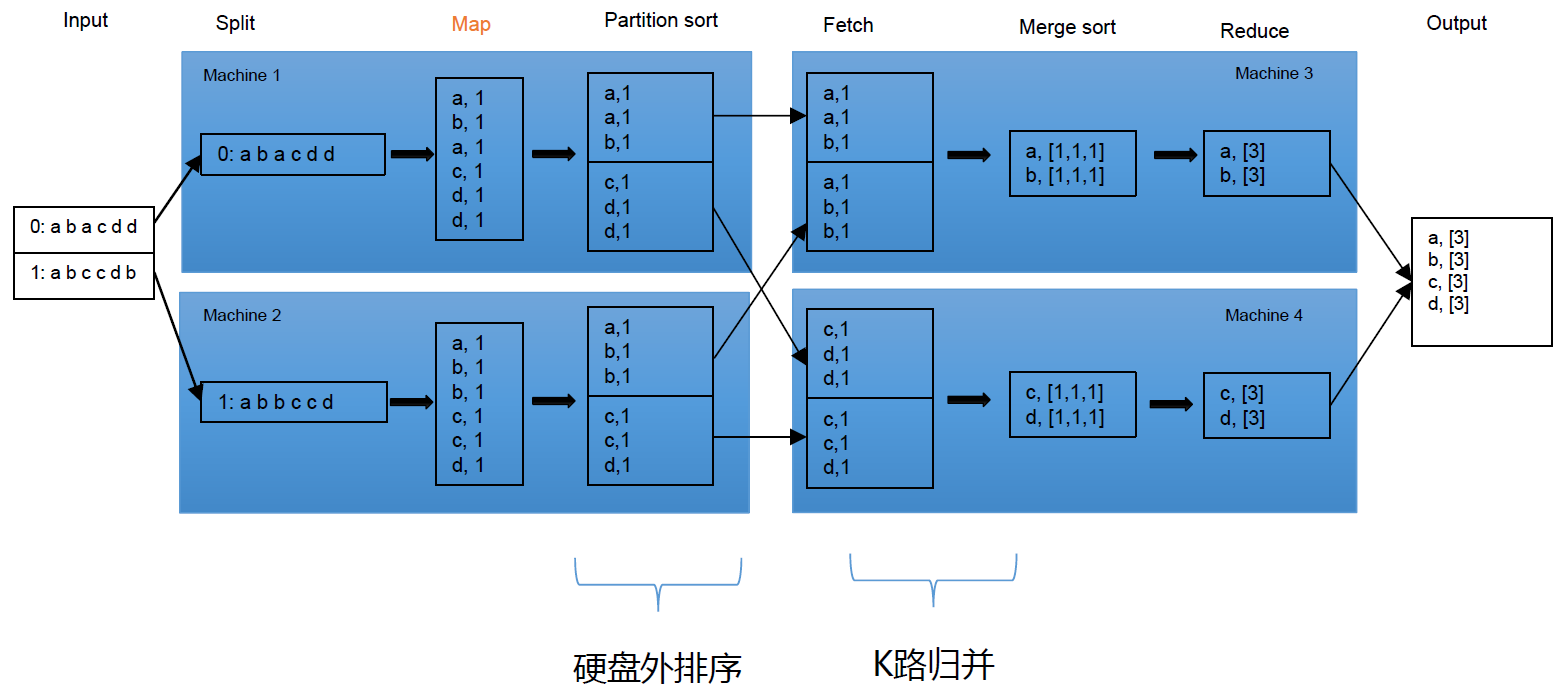 Input
Split
Map
Partition sort
Fetch
Merge sort
Reduce
Output
0: a b a c d d
1: a b c c d b
Machine 1
0: a b a c d d
a, 1
b, 1
a, 1
c, 1
d, 1
d, 1
a,1
a,1
b,1
c,1
d,1
d,1
Machine 2
1: a b b c c d
a, 1
b, 1
b, 1
c, 1
c, 1
d, 1
a,1
b,1
b,1
c,1
c,1
d,1
Machine 3
a,1
a,1
b,1
a,1
b,1
b,1
a, [1,1,1]
b, [1,1,1]
a, [3]
b, [3]
Machine 4
c,1
d,1
d,1
c,1
c,1
d,1
c, [1,1,1]
d, [1,1,1]
c, [3]
d, [3]
a, [3]
b, [3]
c, [3]
d, [3]
硬盘外排序
K路归并